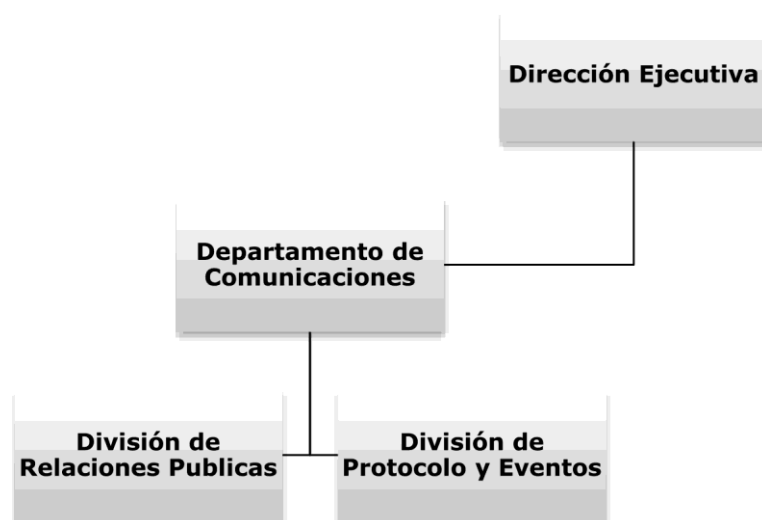 Dirección Ejecutiva
Departamento de
Comunicaciones
División de
Relaciones Publicas
División de
Protocolo y Eventos